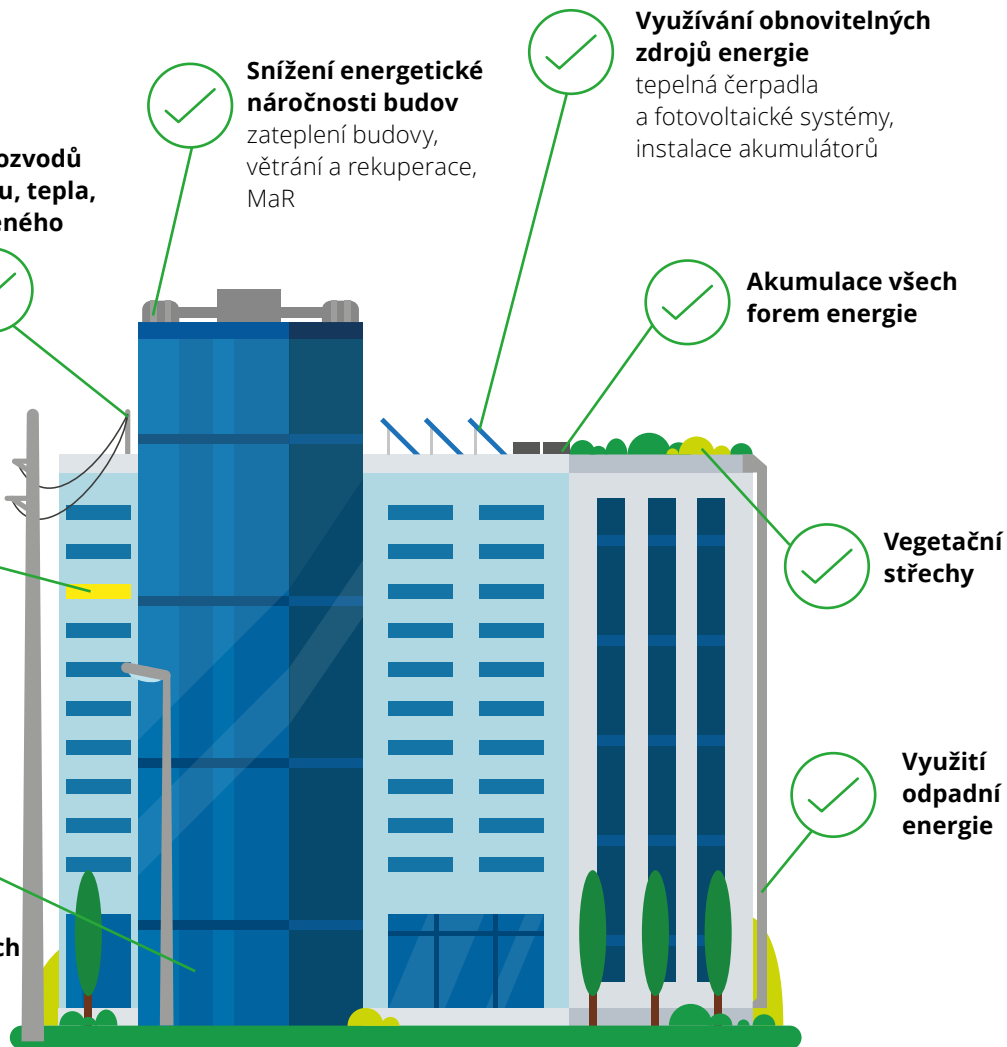 Využívání obnovitelných
zdrojů energie
tepelná čerpadla
a fotovoltaické systémy,
instalace akumulátorů
Snížení energetické
náročnosti budov
zateplení budovy,
větrání a rekuperace,
MaR
tepla,
Akumulace všech
forem energie
Vegetační
střechy
Využití
odpadní
energie